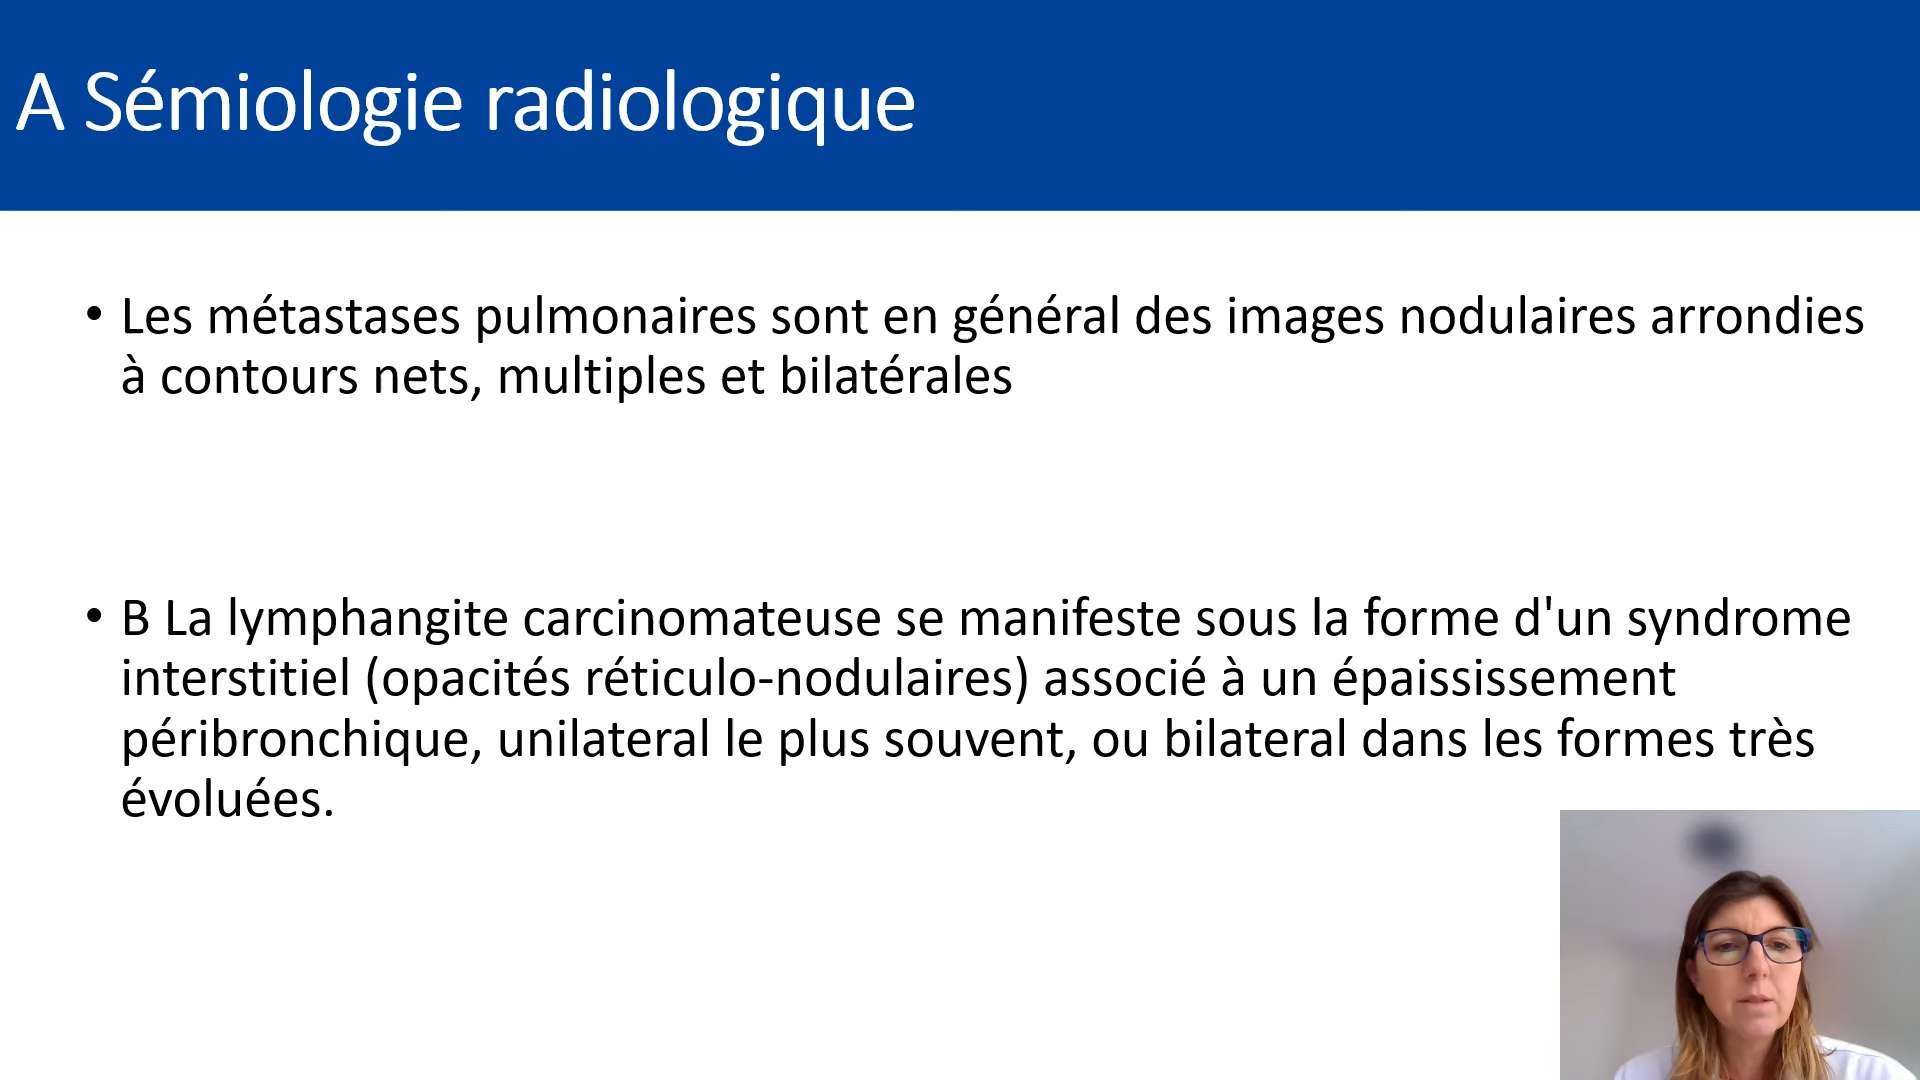 A Sémiologie radiologique
• Les métastases pulmonaires sont en général des images nodulaires arrondies
à contours nets, multiples et bilatérales
• B La lymphangite carcinomateuse se manifeste sous la forme d'un syndrome
interstitiel (opacités réticulo-nodulaires) associé à un épaississement
péribronchique, unilateral le plus souvent, ou bilateral dans les formes très
évoluées.